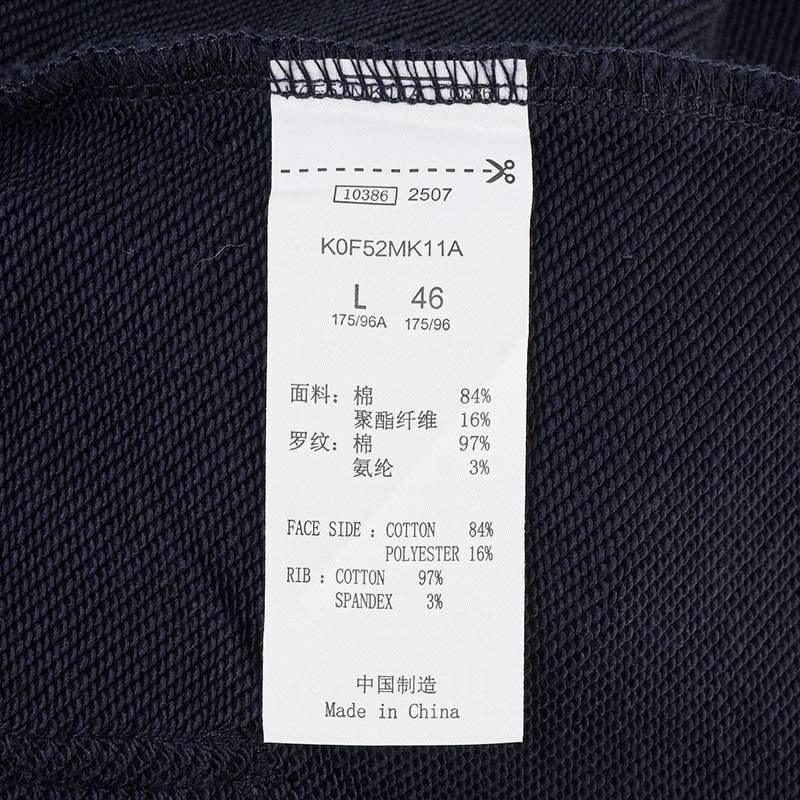 10386 2507
K0F52MK11A
L 46
175/96A 175/96
面料：棉 84%
聚酯纤维 16%
罗纹：棉 97%
氨纶 3%
FACE SIDE : COTTON 84%
POLYESTER 16%
RIB : COTTON 97%
SPANDEX 3%
中国制造
Made in China